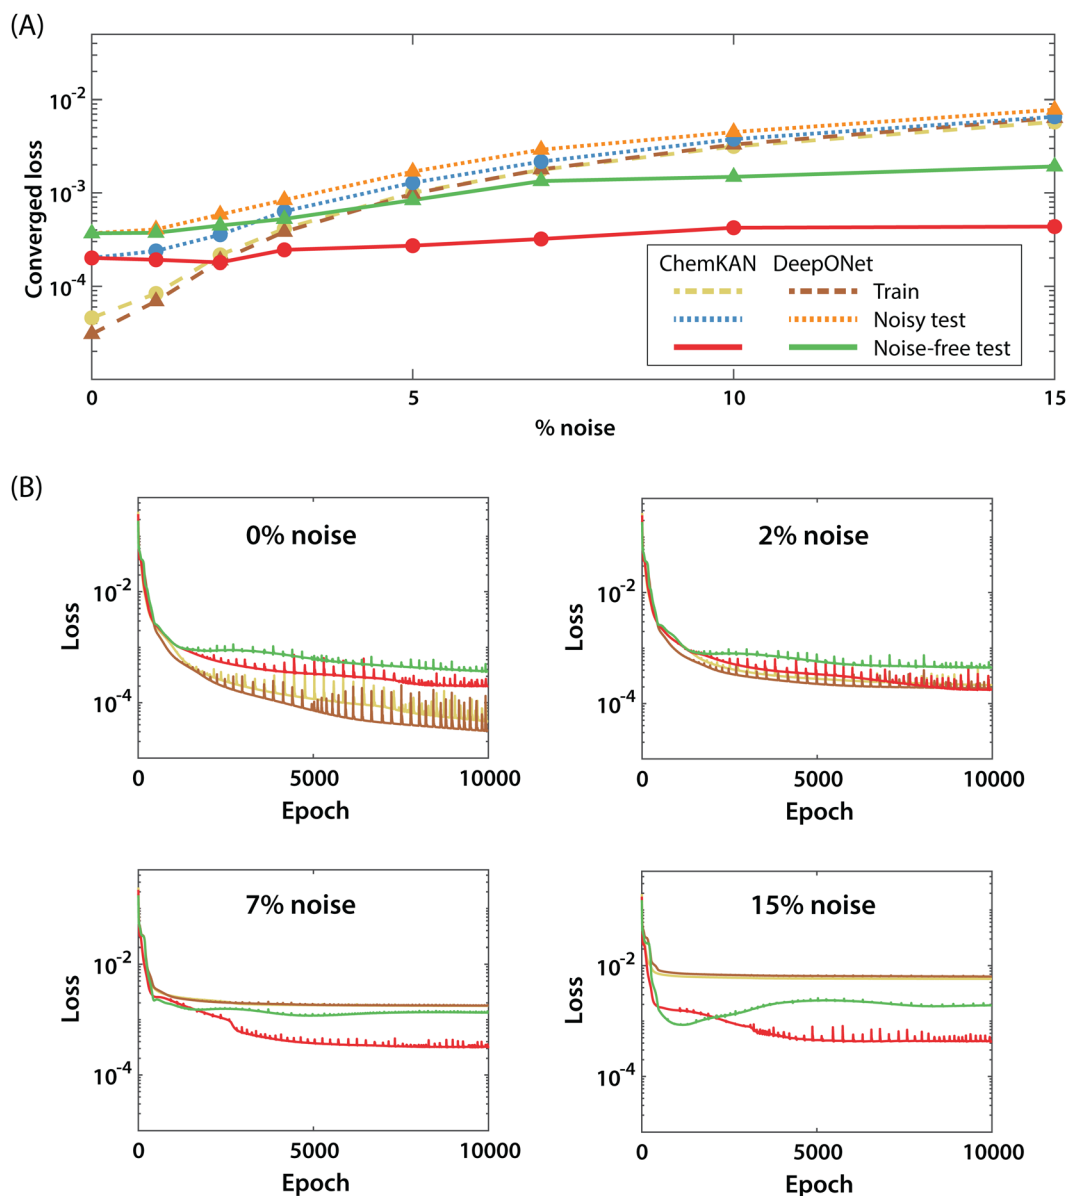 (A)
Converged loss
10^-2
10^-3
10^-4
ChemKAN DeepONet
Train
Noisy test
Noise-free test
0 5 10 15
% noise
(B)
0% noise
Loss
10^-2
10^-4
0 5000 10000
Epoch
2% noise
Loss
10^-2
10^-4
0 5000 10000
Epoch
7% noise
Loss
10^-2
10^-4
0 5000 10000
Epoch
15% noise
Loss
10^-2
10^-4
0 5000 10000
Epoch